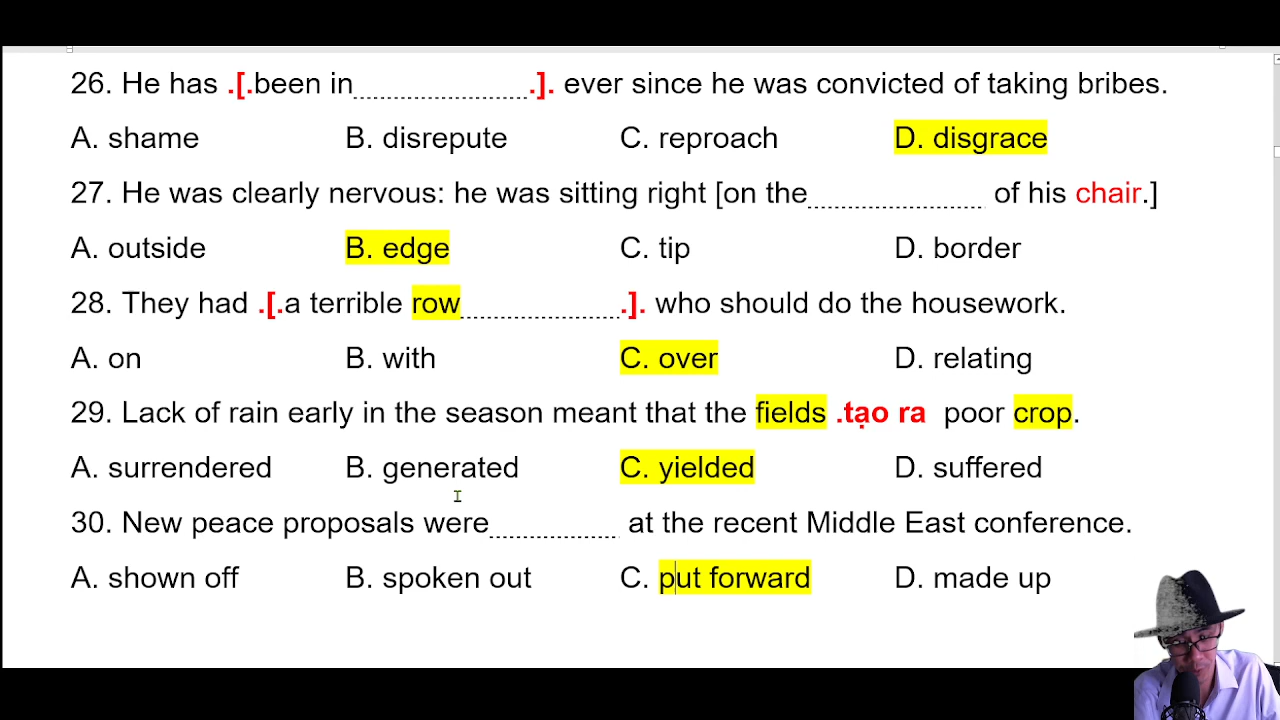 26. He has .[.been in....................... .]. ever since he was convicted of taking bribes.
A. shame B. disrepute C. reproach D. disgrace
27. He was clearly nervous: he was sitting right [on the....................... of his chair.]
A. outside B. edge C. tip D. border
28. They had .[.a terrible row.....................].  who should do the housework.
A. on B. with C. over D. relating
29. Lack of rain early in the season meant that the fields .tạo ra poor crop.
A. surrendered B. generated C. yielded D. suffered
30. New peace proposals were................. at the recent Middle East conference.
A. shown off B. spoken out C. put forward D. made up